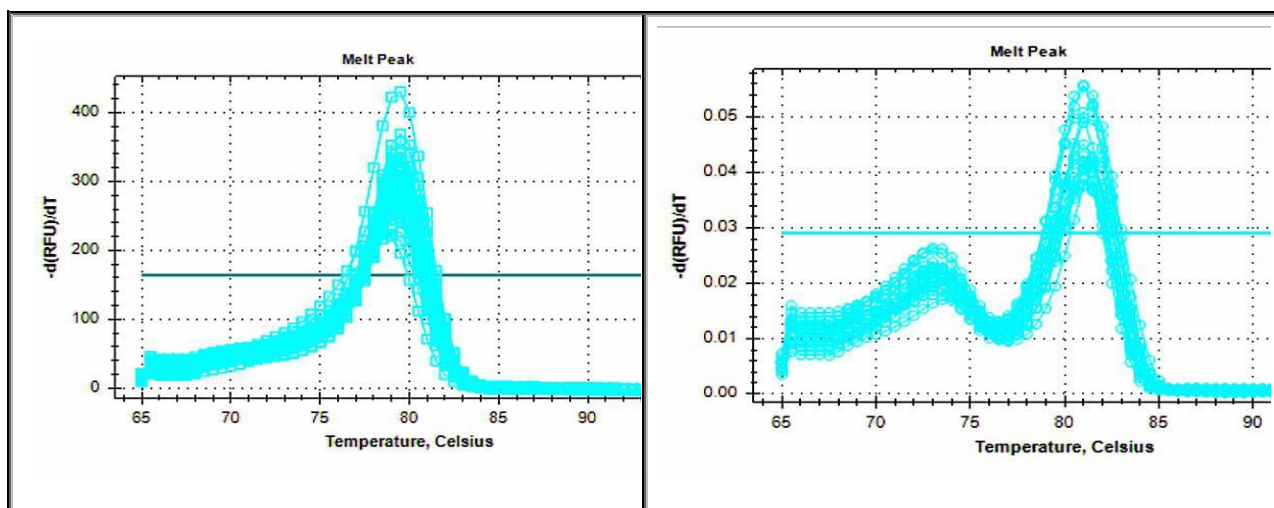 Melt Peak
400
300
200
100
0
-d(RFU)/dT
65 70 75 80 85 90
Temperature, Celsius
Melt Peak
0.05
0.04
0.03
0.02
0.01
0.00
-d(RFU)/dT
65 70 75 80 85 90
Temperature, Celsius